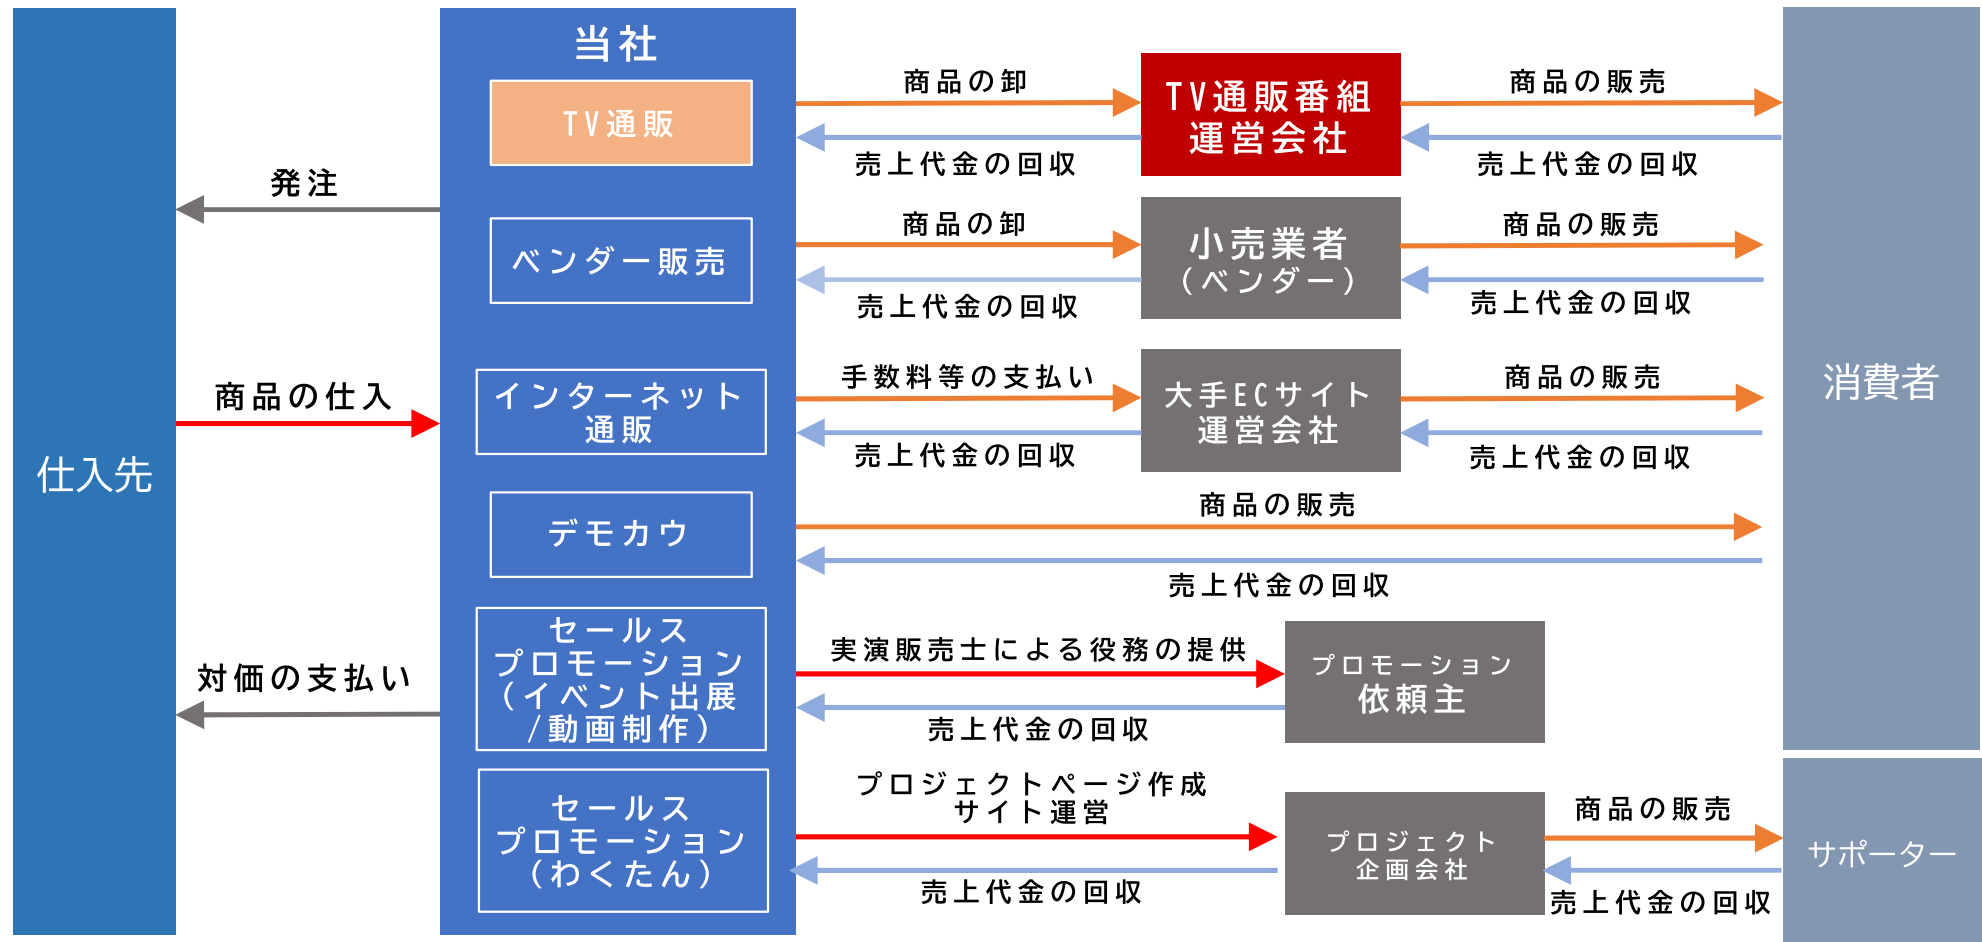 仕入先
発注
商品の仕入
対価の支払い
当社
TV通販
ベンダー販売
インターネット
通販
デモカウ
セールス
プロモーション
(イベント出展
/動画制作)
セールス
プロモーション
(わくたん)
商品の卸
売上代金の回収
TV通販番組
運営会社
商品の販売
売上代金の回収
商品の卸
売上代金の回収
小売業者
(ベンダー)
商品の販売
売上代金の回収
手数料等の支払い
売上代金の回収
大手ECサイト
運営会社
商品の販売
売上代金の回収
商品の販売
売上代金の回収
実演販売士による役務の提供
売上代金の回収
プロモーション
依頼主
プロジェクトページ作成
サイト運営
売上代金の回収
プロジェクト
企画会社
商品の販売
売上代金の回収
消費者
サポーター